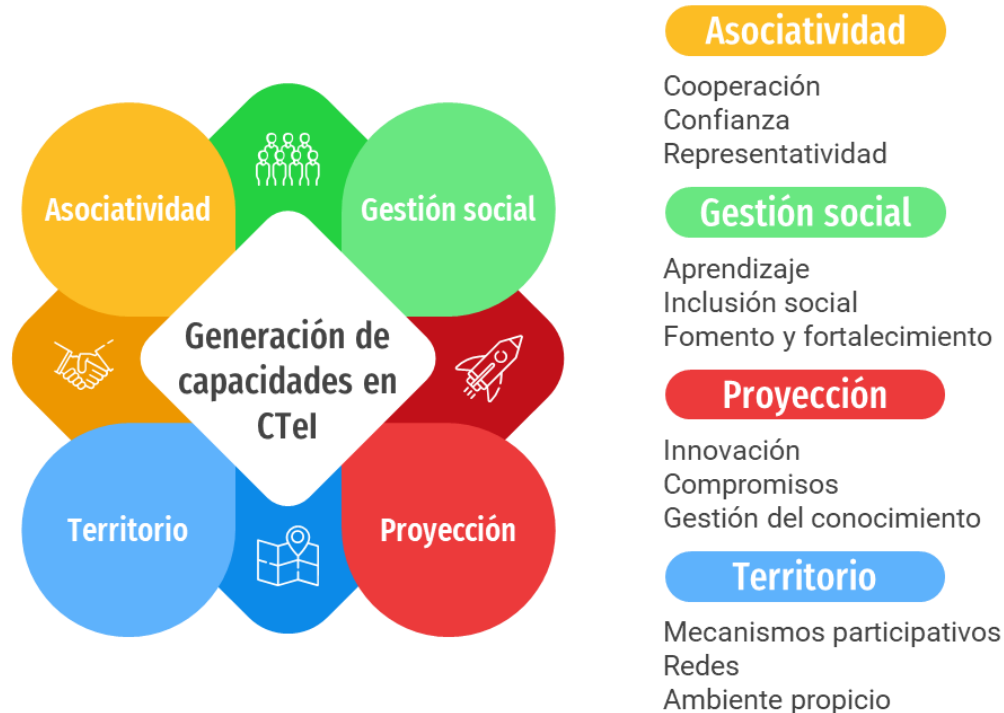 Asociatividad
Gestión social
Generación de
capacidades en
CTeI
Territorio
Proyección
Asociatividad
Cooperación
Confianza
Representatividad
Gestión social
Aprendizaje
Inclusión social
Fomento y fortalecimiento
Proyección
Innovación
Compromisos
Gestión del conocimiento
Territorio
Mecanismos participativos
Redes
Ambiente propicio